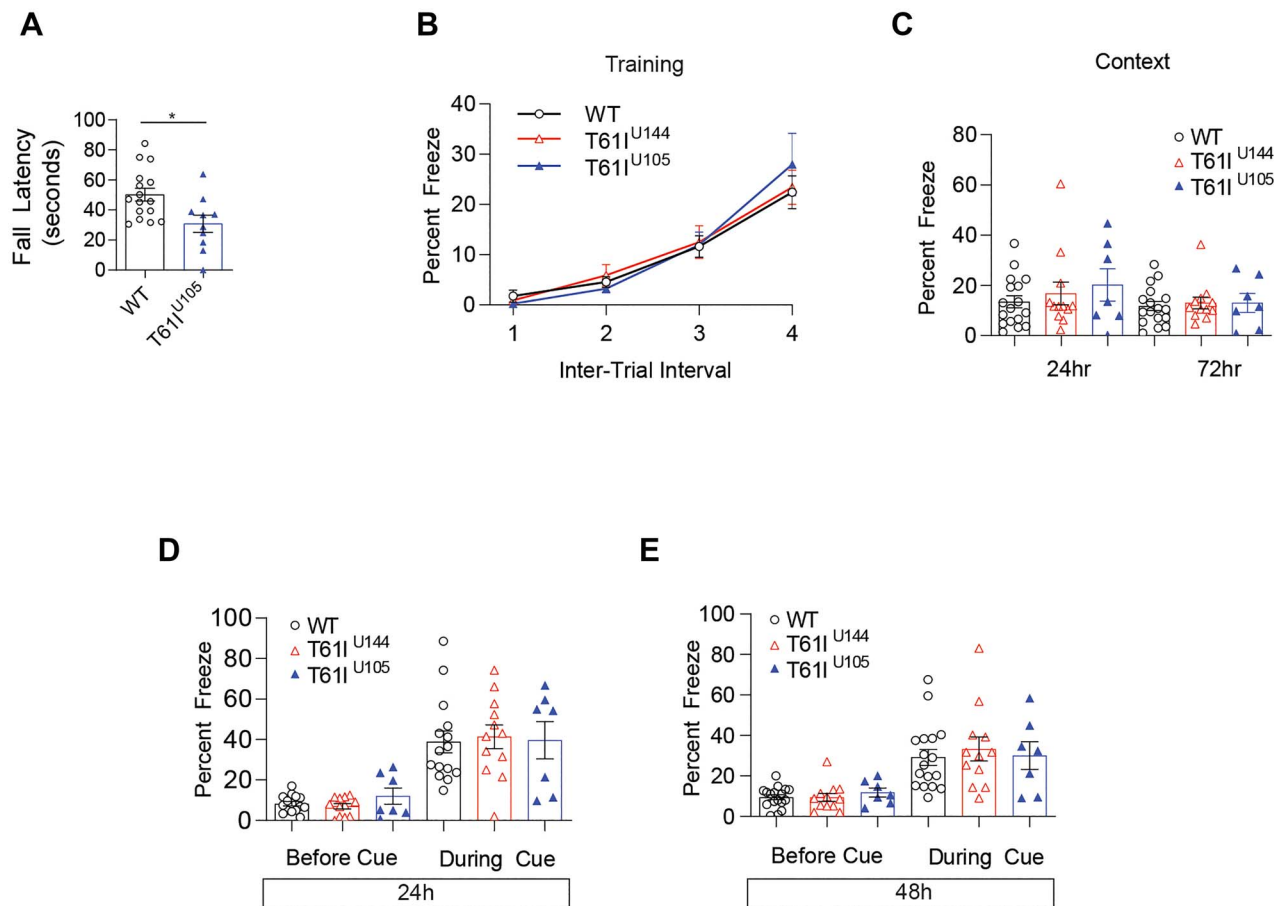 A
Fall Latency
(seconds)
100
80
60
40
20
0
*
WT
T61I U105
B
Training
Percent Freeze
40
30
20
10
0
WT
T61I U144
T61I U105
1 2 3 4
Inter-Trial Interval
C
Context
Percent Freeze
80
60
40
20
0
WT
T61I U144
T61I U105
24hr 72hr
D
Percent Freeze
100
80
60
40
20
0
WT
T61I U144
T61I U105
Before Cue During Cue
24h
E
Percent Freeze
100
80
60
40
20
0
WT
T61I U144
T61I U105
Before Cue During Cue
48h